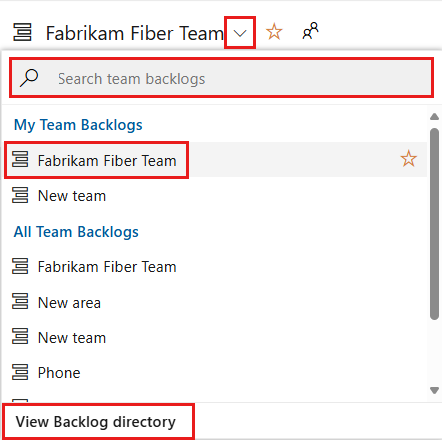 Fabrikam Fiber Team
Search team backlogs
My Team Backlogs
Fabrikam Fiber Team
New team
All Team Backlogs
Fabrikam Fiber Team
New area
New team
Phone
View Backlog directory